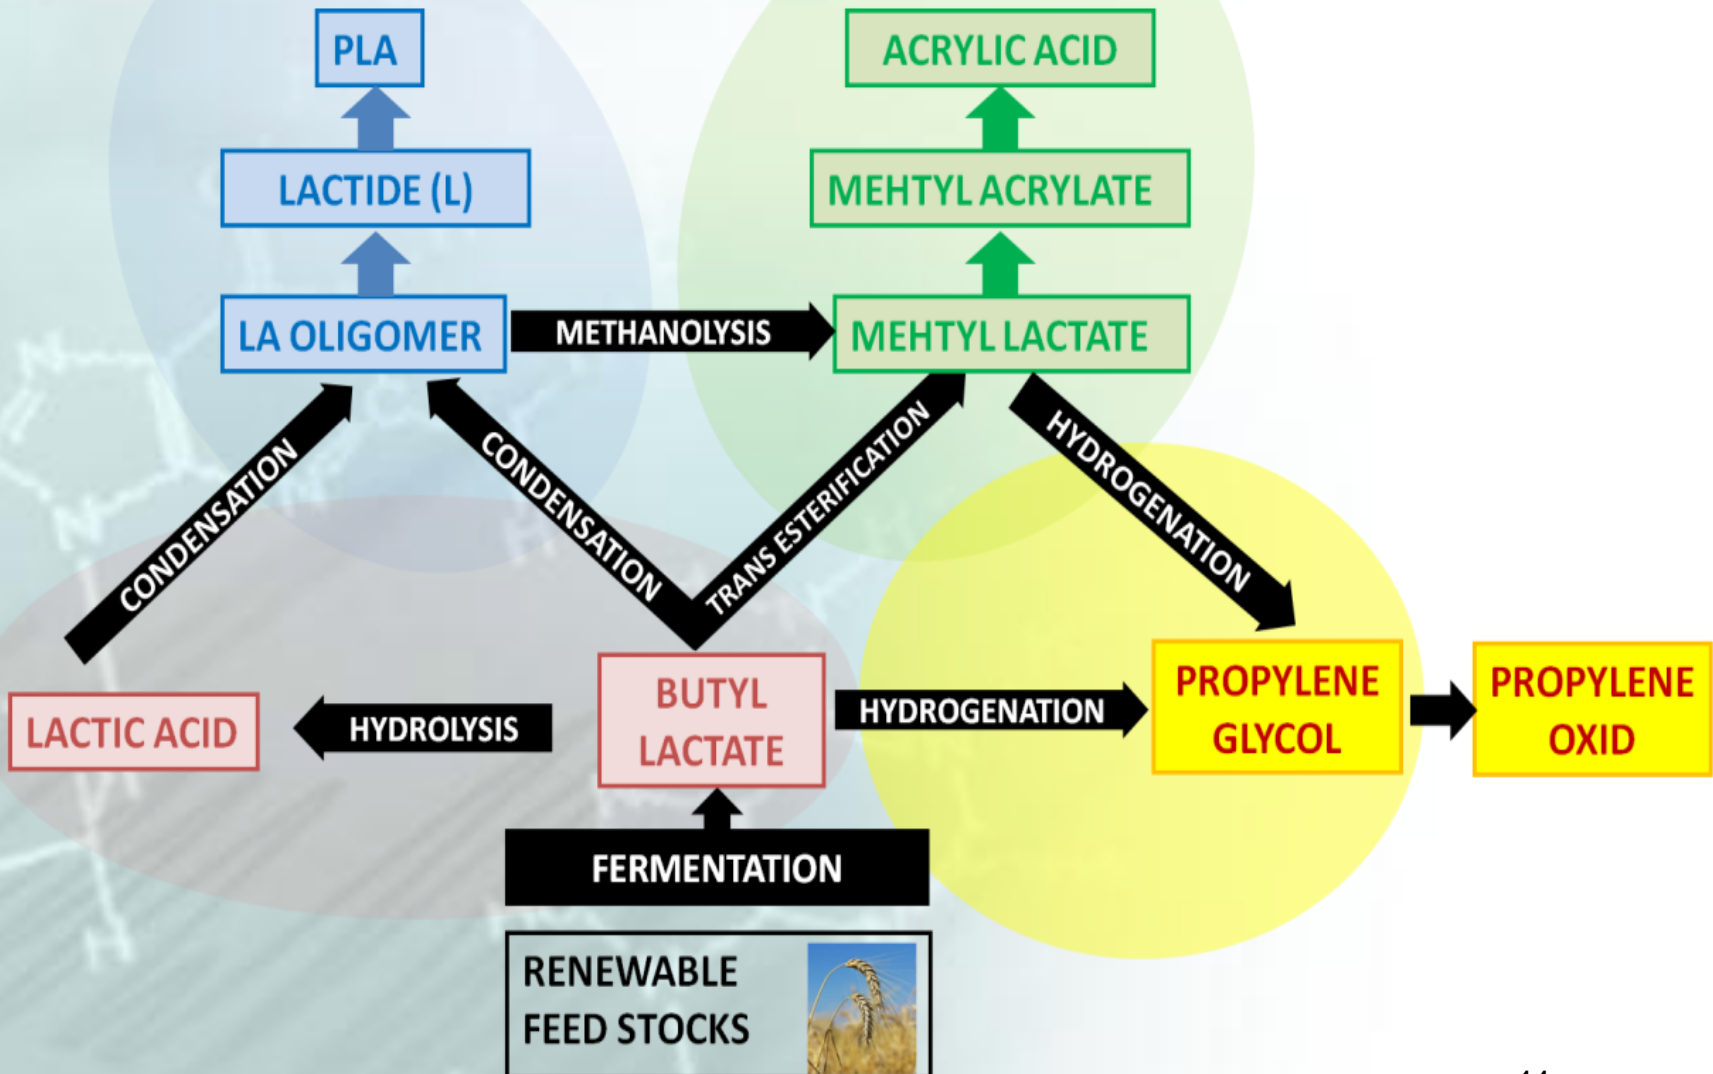 PLA
ACRYLIC ACID
LACTIDE (L)
MEHTYL ACRYLATE
LA OLIGOMER
METHANOLYSIS
MEHTYL LACTATE
CONDENSATION
CONDENSATION
TRANS ESTERIFICATION
HYDROGENATION
LACTIC ACID
HYDROLYSIS
BUTYL
LACTATE
HYDROGENATION
PROPYLENE
GLYCOL
PROPYLENE
OXID
FERMENTATION
RENEWABLE
FEED STOCKS